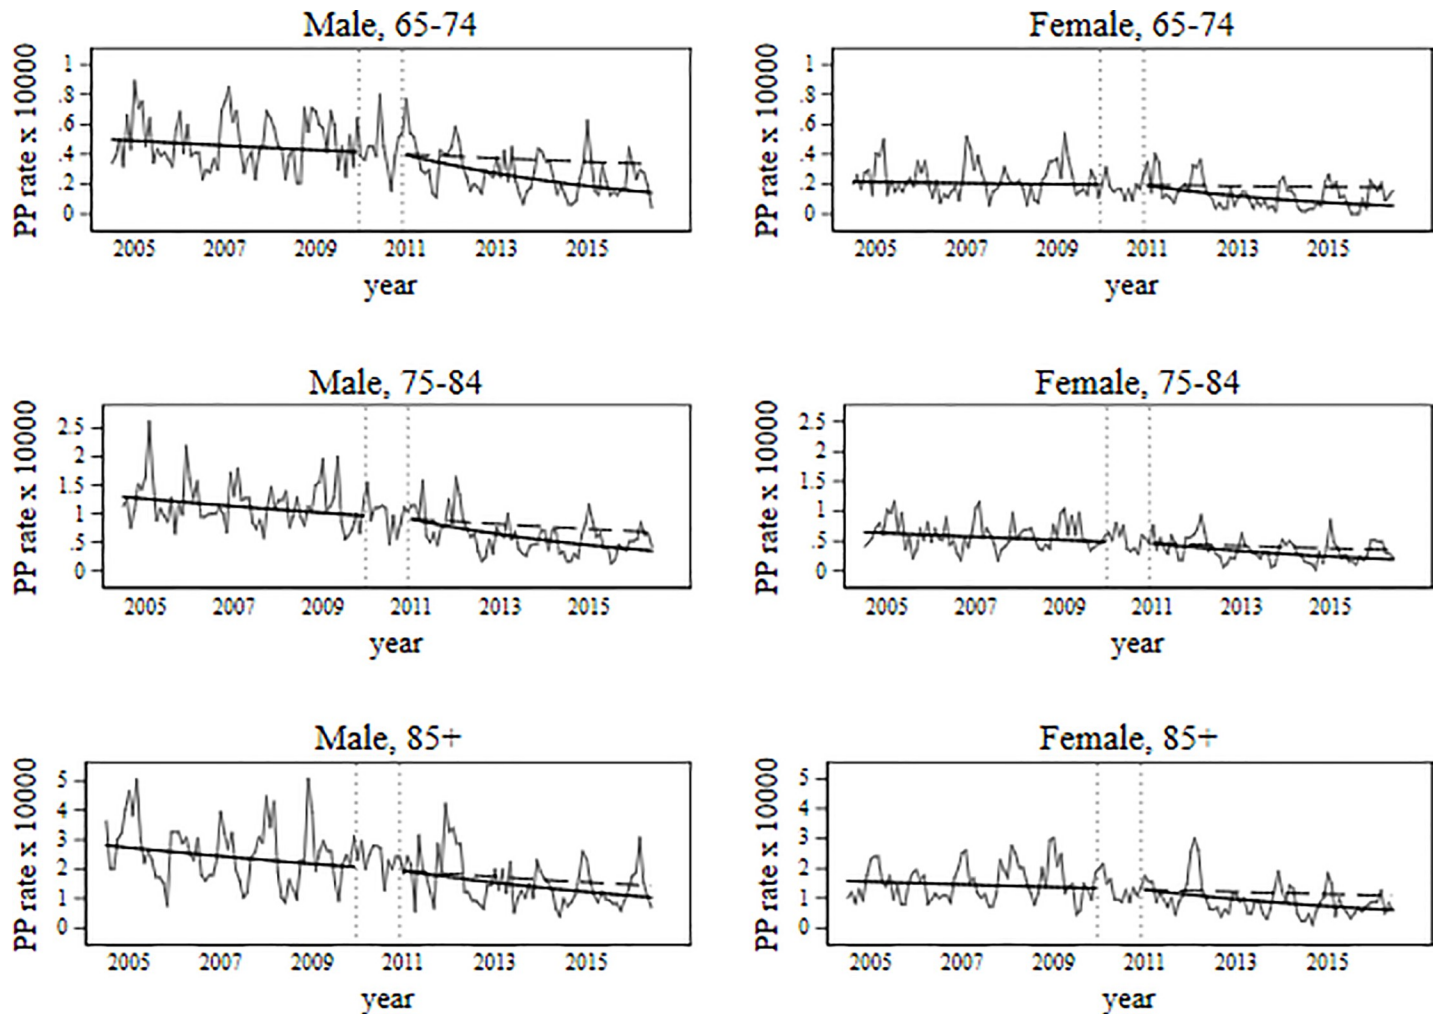 Male, 65-74
PP rate x 10000
1
.8
.6
.4
.2
0
2005 2007 2009 2011 2013 2015
year
Female, 65-74
PP rate x 10000
1
.8
.6
.4
.2
0
2005 2007 2009 2011 2013 2015
year
Male, 75-84
PP rate x 10000
2.5
2
1.5
1
.5
0
2005 2007 2009 2011 2013 2015
year
Female, 75-84
PP rate x 10000
2.5
2
1.5
1
.5
0
2005 2007 2009 2011 2013 2015
year
Male, 85+
PP rate x 10000
5
4
3
2
1
0
2005 2007 2009 2011 2013 2015
year
Female, 85+
PP rate x 10000
5
4
3
2
1
0
2005 2007 2009 2011 2013 2015
year